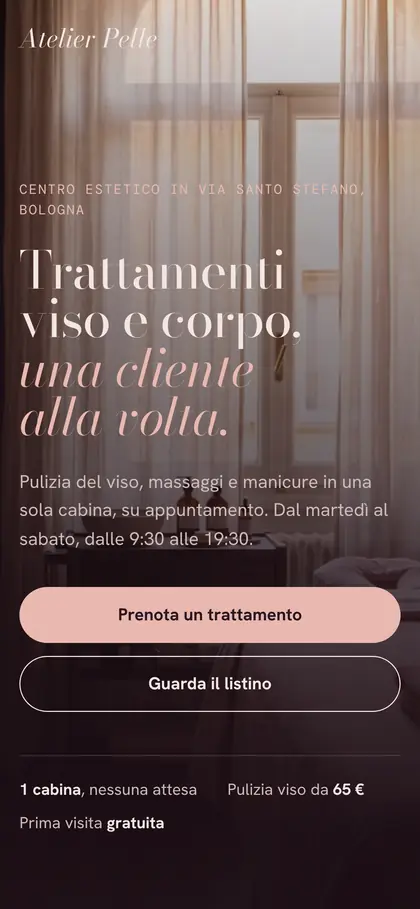 Atelier Pelle
CENTRO ESTETICO IN VIA SANTO STEFANO,
BOLOGNA
Trattamenti
viso e corpo,
una cliente
alla volta.
Pulizia del viso, massaggi e manicure in una
sola cabina, su appuntamento. Dal martedì al
sabato, dalle 9:30 alle 19:30.
Prenota un trattamento
Guarda il listino
1 cabina, nessuna attesa
Pulizia viso da 65 €
Prima visita gratuita